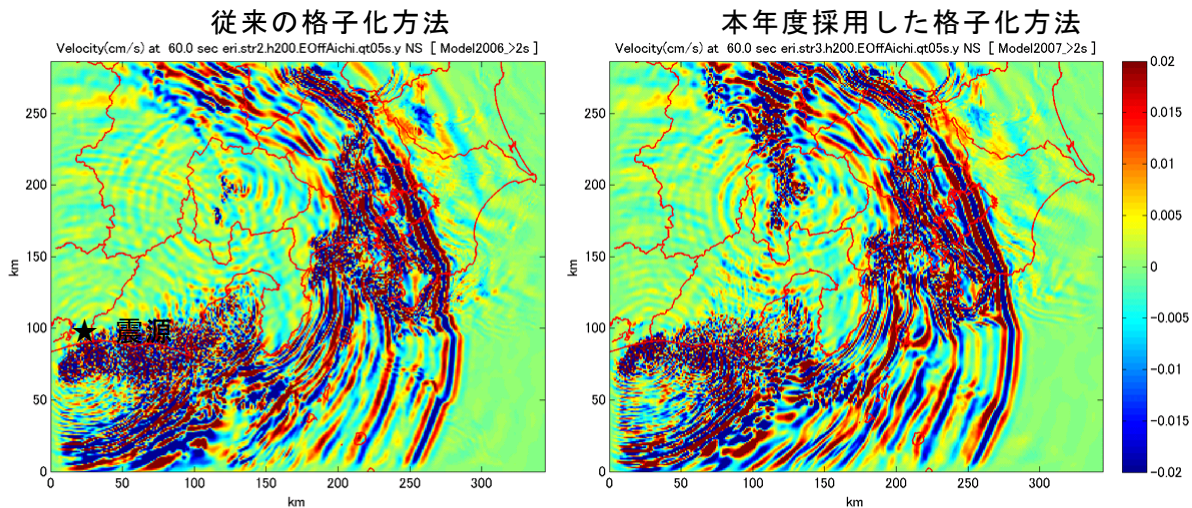 従来の格子化方法
Velocity(cm/s) at 60.0 sec eri.str2.h200.EOffAichi.qt05s.y NS [ Model2006_>2s ]
250
200
150
100
50
0
km
0 50 100 150 200 250 300
km
★ 震源
本年度採用した格子化方法
Velocity(cm/s) at 60.0 sec eri.str3.h200.EOffAichi.qt05s.y NS [ Model2007_>2s ]
250
200
150
100
50
0
km
0 50 100 150 200 250 300
km
0.02
0.015
0.01
0.005
0
−0.005
−0.01
−0.015
−0.02